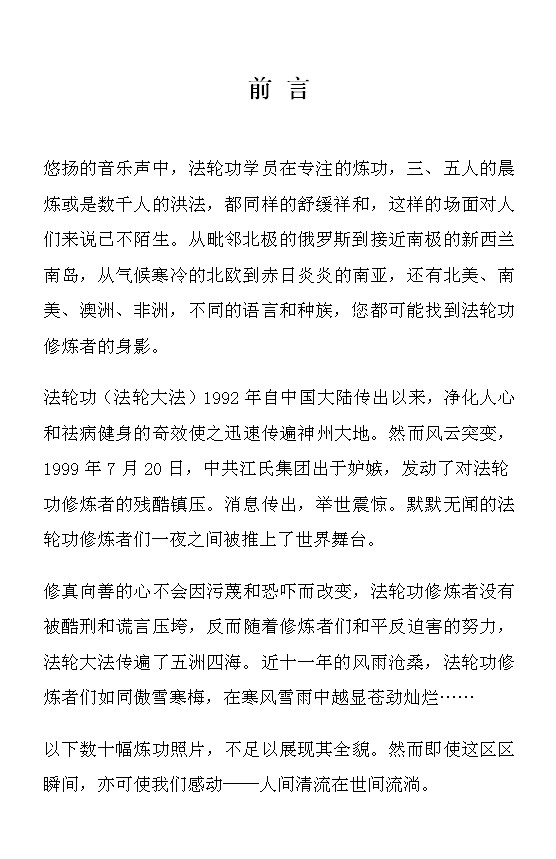 前 言
悠扬的音乐声中，法轮功学员在专注的炼功，三、五人的晨
炼或是数千人的洪法，都同样的舒缓祥和，这样的场面对人
们来说已不陌生。从毗邻北极的俄罗斯到接近南极的新西兰
南岛，从气候寒冷的北欧到赤日炎炎的南亚，还有北美、南
美、澳洲、非洲，不同的语言和种族，您都可能找到法轮功
修炼者的身影。
法轮功（法轮大法）1992 年自中国大陆传出以来，净化人心
和祛病健身的奇效使之迅速传遍神州大地。然而风云突变，
1999 年 7 月 20 日，中共江氏集团出于妒嫉，发动了对法轮
功修炼者的残酷镇压。消息传出，举世震惊。默默无闻的法
轮功修炼者们一夜之间被推上了世界舞台。
修真向善的心不会因污蔑和恐吓而改变，法轮功修炼者没有
被酷刑和谎言压垮，反而随着修炼者们和平反迫害的努力，
法轮大法传遍了五洲四海。近十一年的风雨沧桑，法轮功修
炼者们如同傲雪寒梅，在寒风雪雨中越显苍劲灿烂……
以下数十幅炼功照片，不足以展现其全貌。然而即使这区区
瞬间，亦可使我们感动——人间清流在世间流淌。